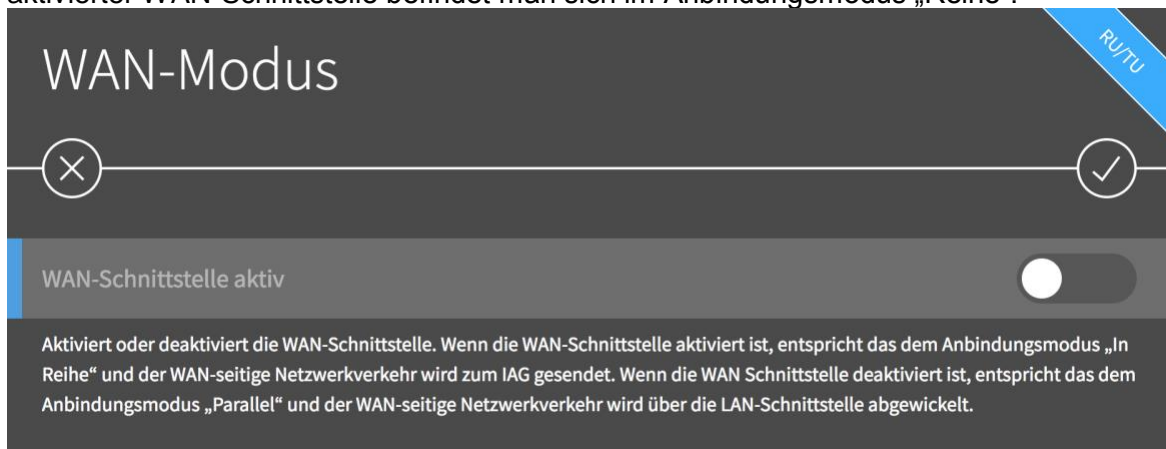 aktivierter WAN-Schnittstelle befindet man sich im Anbindungsmodus „Reihe“.
WAN-Modus
RU/TU
WAN-Schnittstelle aktiv
Aktiviert oder deaktiviert die WAN-Schnittstelle. Wenn die WAN-Schnittstelle aktiviert ist, entspricht das dem Anbindungsmodus „In
Reihe“ und der WAN-seitige Netzwerkverkehr wird zum IAG gesendet. Wenn die WAN Schnittstelle deaktiviert ist, entspricht das dem
Anbindungsmodus „Parallel“ und der WAN-seitige Netzwerkverkehr wird über die LAN-Schnittstelle abgewickelt.